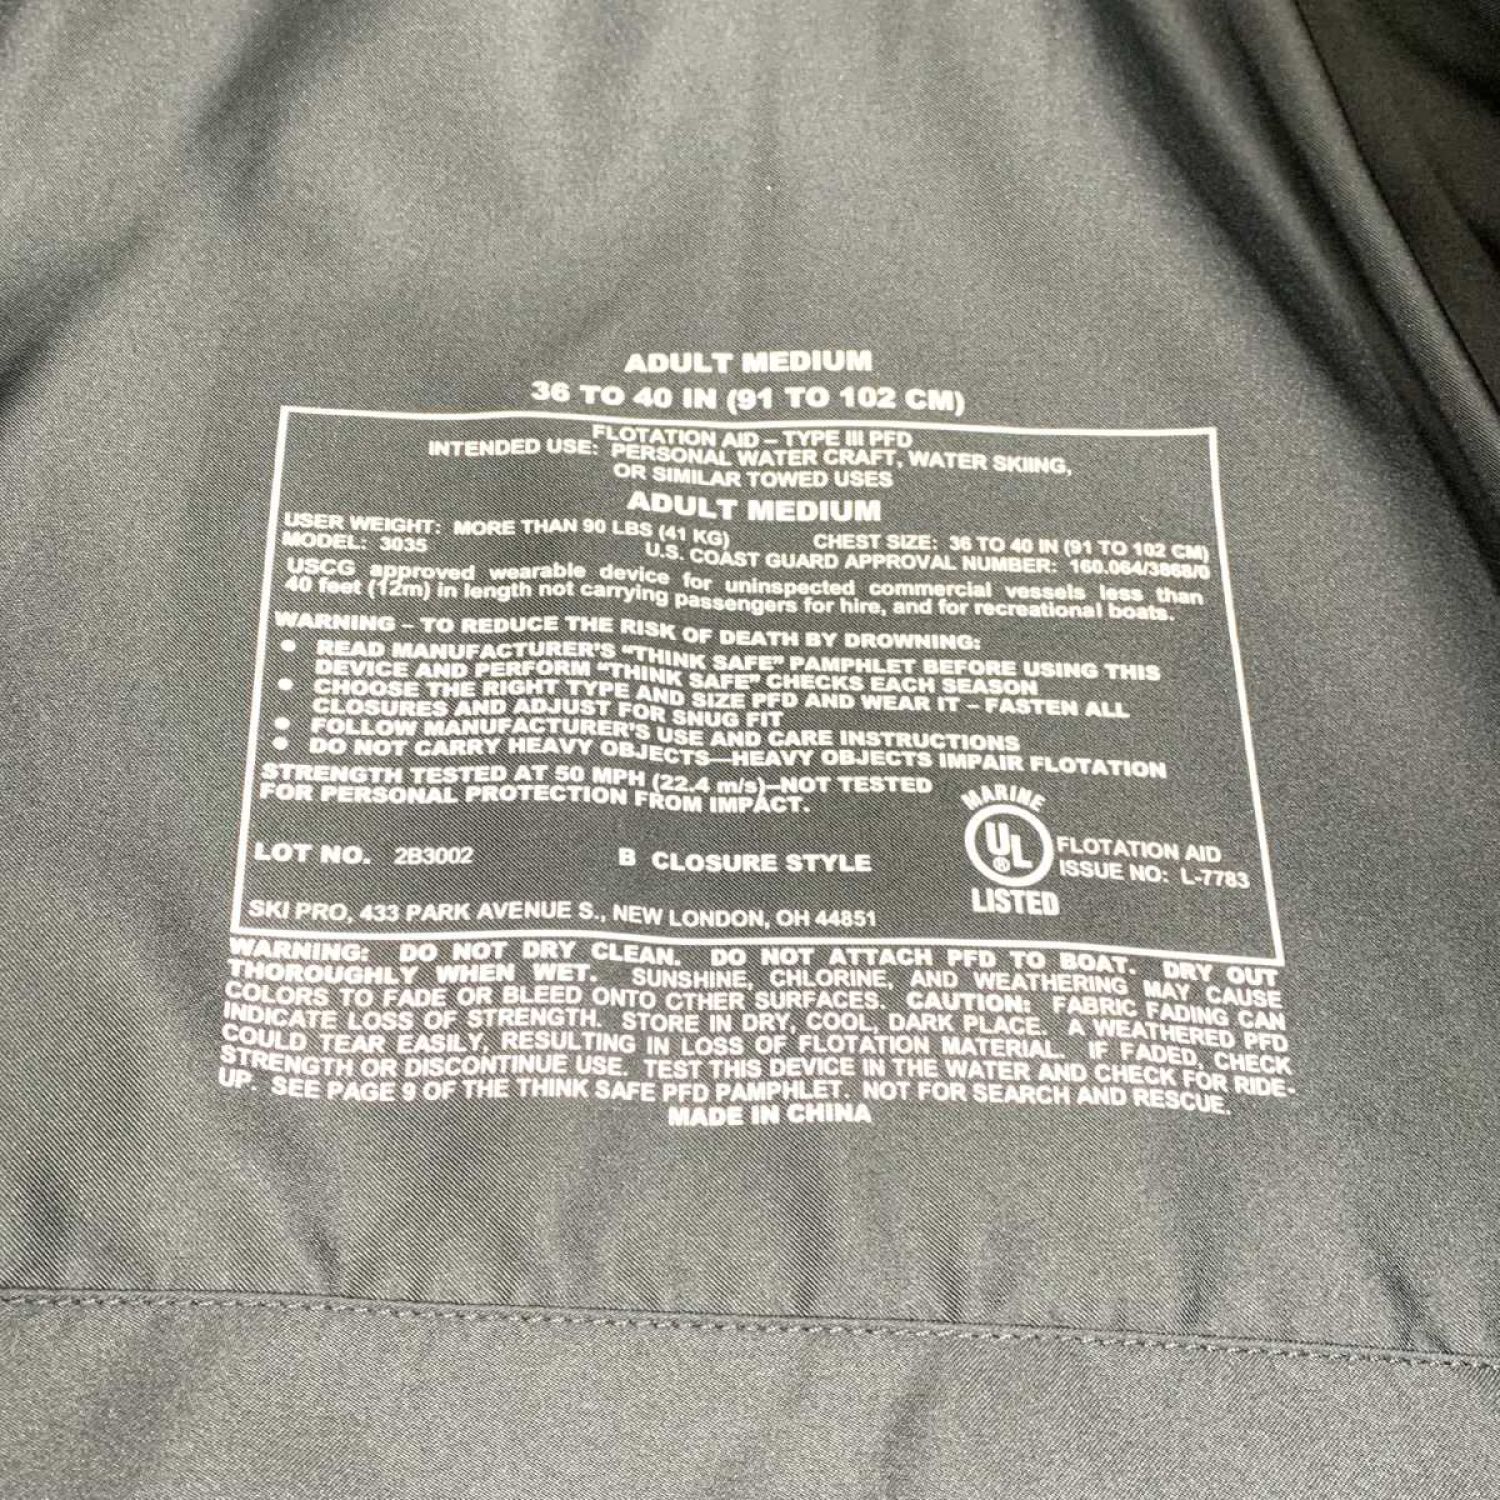 ADULT MEDIUM
36 TO 40 IN (91 TO 102 CM)
FLOTATION AID – TYPE III PFD
INTENDED USE: PERSONAL WATER CRAFT, WATER SKIING,
OR SIMILAR TOWED USES
ADULT MEDIUM
USER WEIGHT: MORE THAN 90 LBS (41 KG) CHEST SIZE: 36 TO 40 IN (91 TO 102 CM)
MODEL: 3035 U.S. COAST GUARD APPROVAL NUMBER: 160.064/3868/0
USCG approved wearable device for uninspected commercial vessels less than
40 feet (12m) in length not carrying passengers for hire, and for recreational boats.
WARNING – TO REDUCE THE RISK OF DEATH BY DROWNING:
• READ MANUFACTURER'S "THINK SAFE" PAMPHLET BEFORE USING THIS
DEVICE AND PERFORM "THINK SAFE" CHECKS EACH SEASON
• CHOOSE THE RIGHT TYPE AND SIZE PFD AND WEAR IT – FASTEN ALL
CLOSURES AND ADJUST FOR SNUG FIT
• FOLLOW MANUFACTURER'S USE AND CARE INSTRUCTIONS
• DO NOT CARRY HEAVY OBJECTS—HEAVY OBJECTS IMPAIR FLOTATION
STRENGTH TESTED AT 50 MPH (22.4 m/s)–NOT TESTED
FOR PERSONAL PROTECTION FROM IMPACT.
MARINE
UL ®
LISTED
FLOTATION AID
ISSUE NO: L-7783
LOT NO. 2B3002 B CLOSURE STYLE
SKI PRO, 433 PARK AVENUE S., NEW LONDON, OH 44851
WARNING: DO NOT DRY CLEAN. DO NOT ATTACH PFD TO BOAT. DRY OUT
THOROUGHLY WHEN WET. SUNSHINE, CHLORINE, AND WEATHERING MAY CAUSE
COLORS TO FADE OR BLEED ONTO OTHER SURFACES. CAUTION: FABRIC FADING CAN
INDICATE LOSS OF STRENGTH. STORE IN DRY, COOL, DARK PLACE. A WEATHERED PFD
COULD TEAR EASILY, RESULTING IN LOSS OF FLOTATION MATERIAL. IF FADED, CHECK
STRENGTH OR DISCONTINUE USE. TEST THIS DEVICE IN THE WATER AND CHECK FOR RIDE-
UP. SEE PAGE 9 OF THE THINK SAFE PFD PAMPHLET. NOT FOR SEARCH AND RESCUE.
MADE IN CHINA